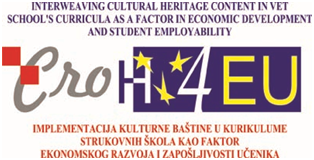 INTERWEAVING CULTURAL HERITAGE CONTENT IN VET
SCHOOL'S CURRICULA AS A FACTOR IN ECONOMIC DEVELOPMENT
AND STUDENT EMPLOYABILITY
CroH4EU
IMPLEMENTACIJA KULTURNE BAŠTINE U KURIKULUME
STRUKOVNIH ŠKOLA KAO FAKTOR
EKONOMSKOG RAZVOJA I ZAPOŠLJIVOSTI UČENIKA